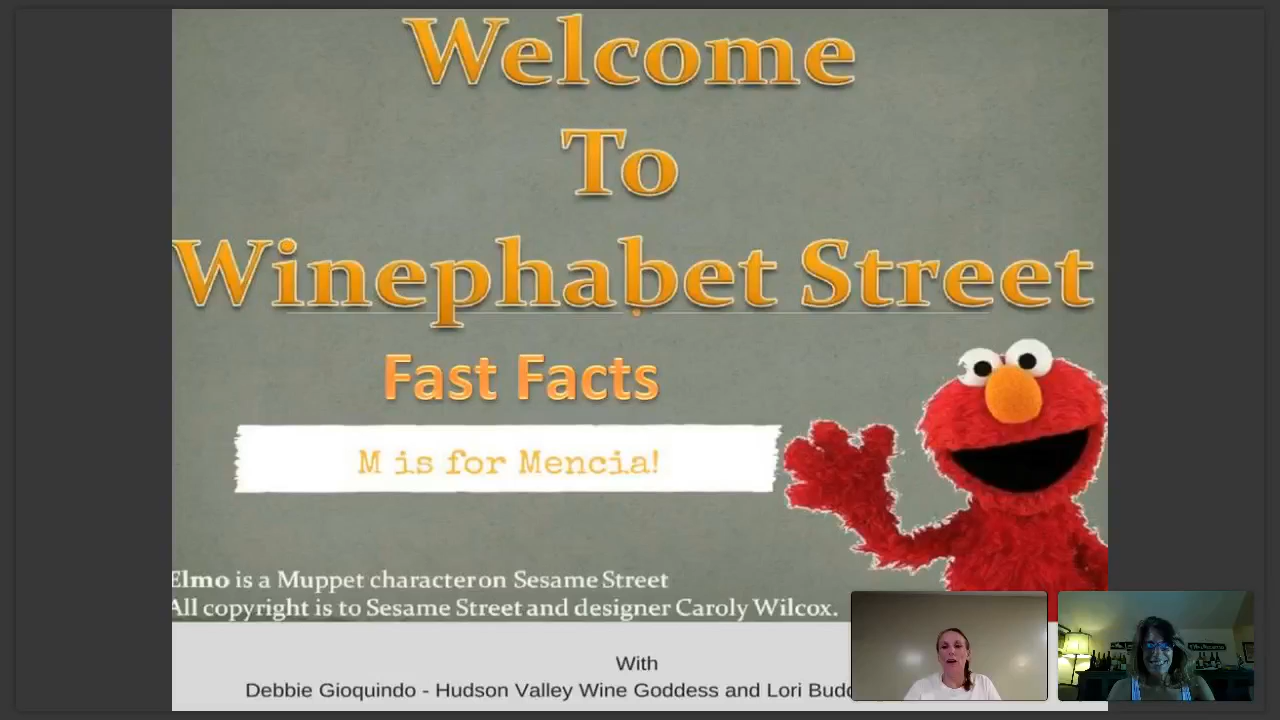 Welcome
To
Winephabet Street
Fast Facts
M is for Mencia!
Elmo is a Muppet character on Sesame Street
All copyright is to Sesame Street and designer Caroly Wilcox.
With
Debbie Gioquindo - Hudson Valley Wine Goddess and Lori